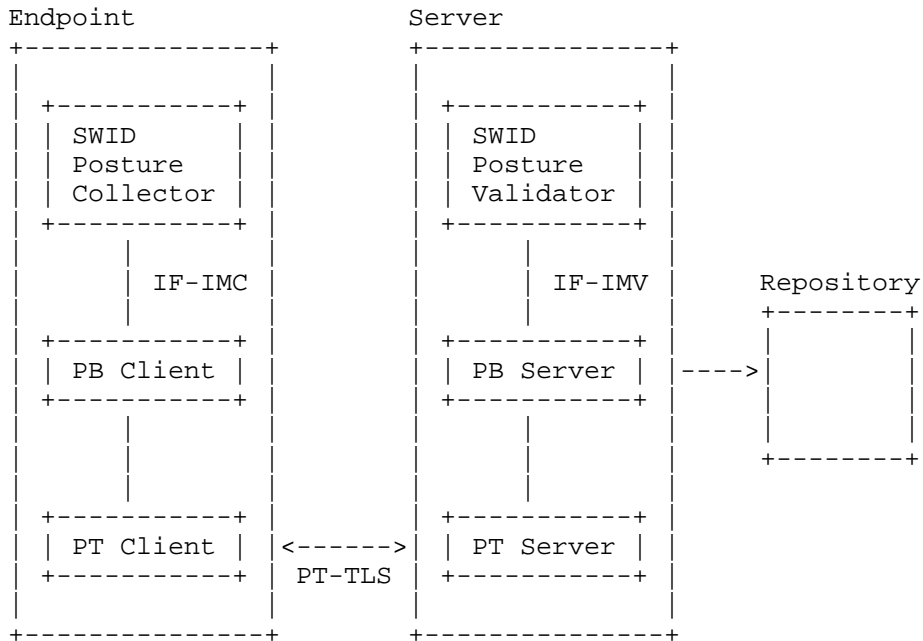 Endpoint Server
SWID SWID
Posture Posture
Collector Validator
IF-IMC IF-IMV Repository
PB Client PB Server ---->
PT Client <------> PT Server
PT-TLS